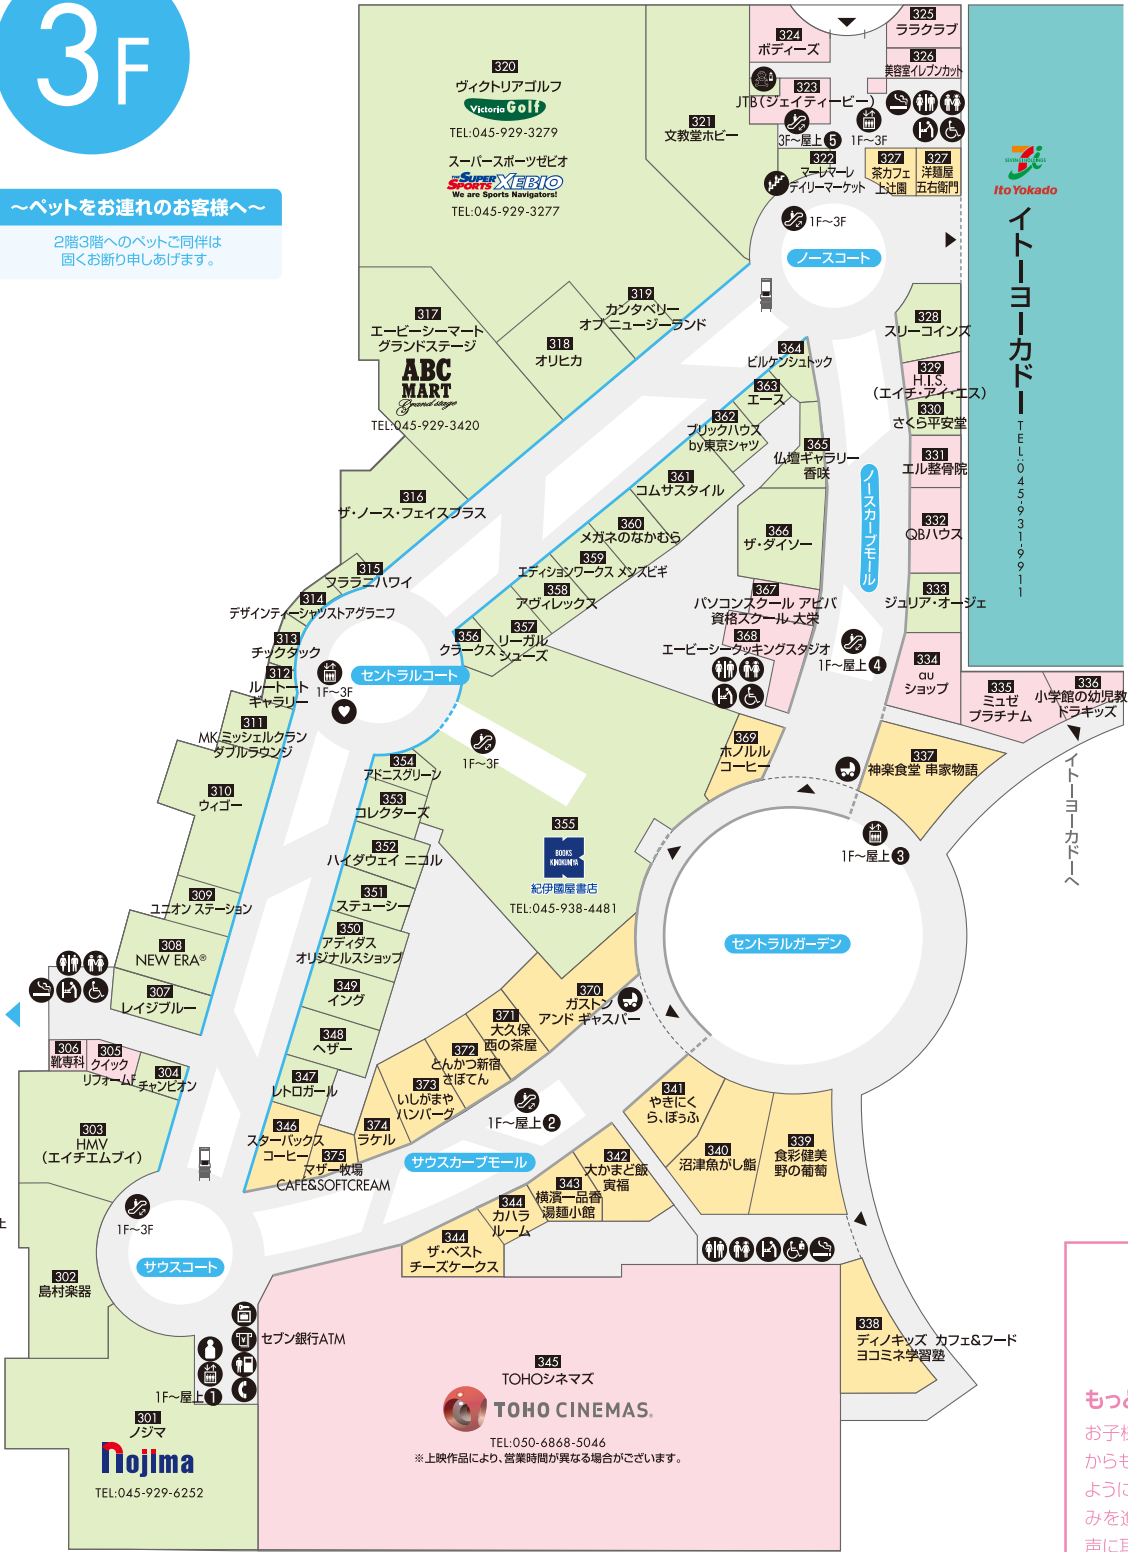 3F
～ペットをお連れのお客様へ～
2階3階へのペットご同伴は
固くお断り申しあげます。
320
ヴィクトリアゴルフ
Victoria Golf
TEL:045-929-3279
スーパースポーツゼビオ
THE SUPER SPORTS XEBIO
We are Sports Navigators!
TEL:045-929-3277
321
文教堂ホビー
324
ボディーズ
325
ララクラブ
326
美容室イレブンカット
323
JTB(ジェイティービー)
3F～屋上5
1F～3F
322
マーレマーレ
デイリーマーケット
327
茶カフェ
上辻園
327
洋麺屋
五右衛門
1F～3F
ノースコート
SEVEN&i HOLDINGS
Ito Yokado
イトーヨーカドー
TEL:045-931-9911
317
エービーシーマート
グランドステージ
ABC
MART
Grand stage
TEL:045-929-3420
318
オリヒカ
319
カンタベリー
オブ ニュージーランド
328
スリーコインズ
329
H.I.S.
(エイチ・アイ・エス)
330
さくら平安堂
331
エル整骨院
332
QBハウス
333
ジュリア・オージェ
334
au
ショップ
335
ミュゼ
プラチナム
336
小学館の幼児教
ドラキッズ
イトーヨーカドーへ
364
ビルケンシュトック
363
エース
362
ブリックハウス
by東京シャツ
361
コムサスタイル
360
メガネのなかむら
359
エディションワークス メンズビギ
358
アヴィレックス
357
リーガル
シューズ
356
クラークス
365
仏壇ギャラリー
香咲
366
ザ・ダイソー
367
パソコンスクール アビバ
資格スクール 大栄
368
エービーシークッキングスタジオ
ノースカーブモール
1F～屋上4
316
ザ・ノース・フェイスプラス
315
フララニハワイ
314
デザインティーシャツストアグラニフ
313
チックタック
312
ルートート
ギャラリー
1F～3F
セントラルコート
311
MK ミッシェルクラン
ダブルラウンジ
310
ウィゴー
309
ユニオン ステーション
308
NEW ERA®
307
レイジブルー
306
靴専科
305
クイック
リフォームF
304
チャンピオン
303
HMV
(エイチエムブイ)
302
島村楽器
301
ノジマ
nojima
TEL:045-929-6252
1F～3F
サウスコート
セブン銀行ATM
1F～屋上1
354
アドニスグリーン
353
コレクターズ
352
ハイダウェイ ニコル
351
ステューシー
350
アディダス
オリジナルスショップ
349
イング
348
ヘザー
347
レトロガール
346
スターバックス
コーヒー
375
マザー牧場
CAFE&SOFTCREAM
374
ラケル
373
いしがまや
ハンバーグ
372
とんかつ新宿
さぼてん
371
大久保
西の茶屋
370
ガストン
アンド ギャスパー
1F～3F
355
BOOKS
KINOKUNIYA
紀伊國屋書店
TEL:045-938-4481
369
ホノルル
コーヒー
337
神楽食堂 串家物語
1F～屋上3
セントラルガーデン
1F～屋上2
サウスカーブモール
341
やきにく
ら、ぼぅふ
340
沼津魚がし鮨
339
食彩健美
野の葡萄
342
大かまど飯
寅福
343
横濱一品香
湯麺小館
344
カハラ
ルーム
344
ザ・ベスト
チーズケークス
338
ディノキッズ カフェ&フード
ヨコミネ学習塾
345
TOHOシネマズ
TOHO CINEMAS.
TEL:050-6868-5046
※上映作品により、営業時間が異なる場合がございます。
もっと
お子様
からも
ように
みを進
声に耳